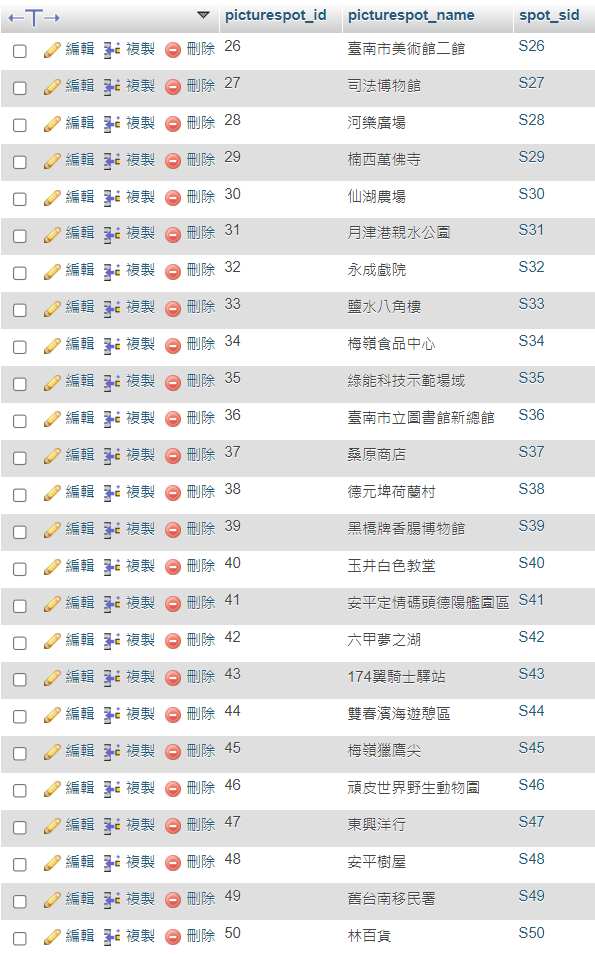 picturespot_id picturespot_name spot_sid
編輯 複製 刪除 26 臺南市美術館二館 S26
編輯 複製 刪除 27 司法博物館 S27
編輯 複製 刪除 28 河樂廣場 S28
編輯 複製 刪除 29 楠西萬佛寺 S29
編輯 複製 刪除 30 仙湖農場 S30
編輯 複製 刪除 31 月津港親水公園 S31
編輯 複製 刪除 32 永成戲院 S32
編輯 複製 刪除 33 鹽水八角樓 S33
編輯 複製 刪除 34 梅嶺食品中心 S34
編輯 複製 刪除 35 綠能科技示範場域 S35
編輯 複製 刪除 36 臺南市立圖書館新總館 S36
編輯 複製 刪除 37 桑原商店 S37
編輯 複製 刪除 38 德元埤荷蘭村 S38
編輯 複製 刪除 39 黑橋牌香腸博物館 S39
編輯 複製 刪除 40 玉井白色教堂 S40
編輯 複製 刪除 41 安平定情碼頭德陽艦園區 S41
編輯 複製 刪除 42 六甲夢之湖 S42
編輯 複製 刪除 43 174翼騎士驛站 S43
編輯 複製 刪除 44 雙春濱海遊憩區 S44
編輯 複製 刪除 45 梅嶺獵鷹尖 S45
編輯 複製 刪除 46 頑皮世界野生動物園 S46
編輯 複製 刪除 47 東興洋行 S47
編輯 複製 刪除 48 安平樹屋 S48
編輯 複製 刪除 49 舊台南移民署 S49
編輯 複製 刪除 50 林百貨 S50